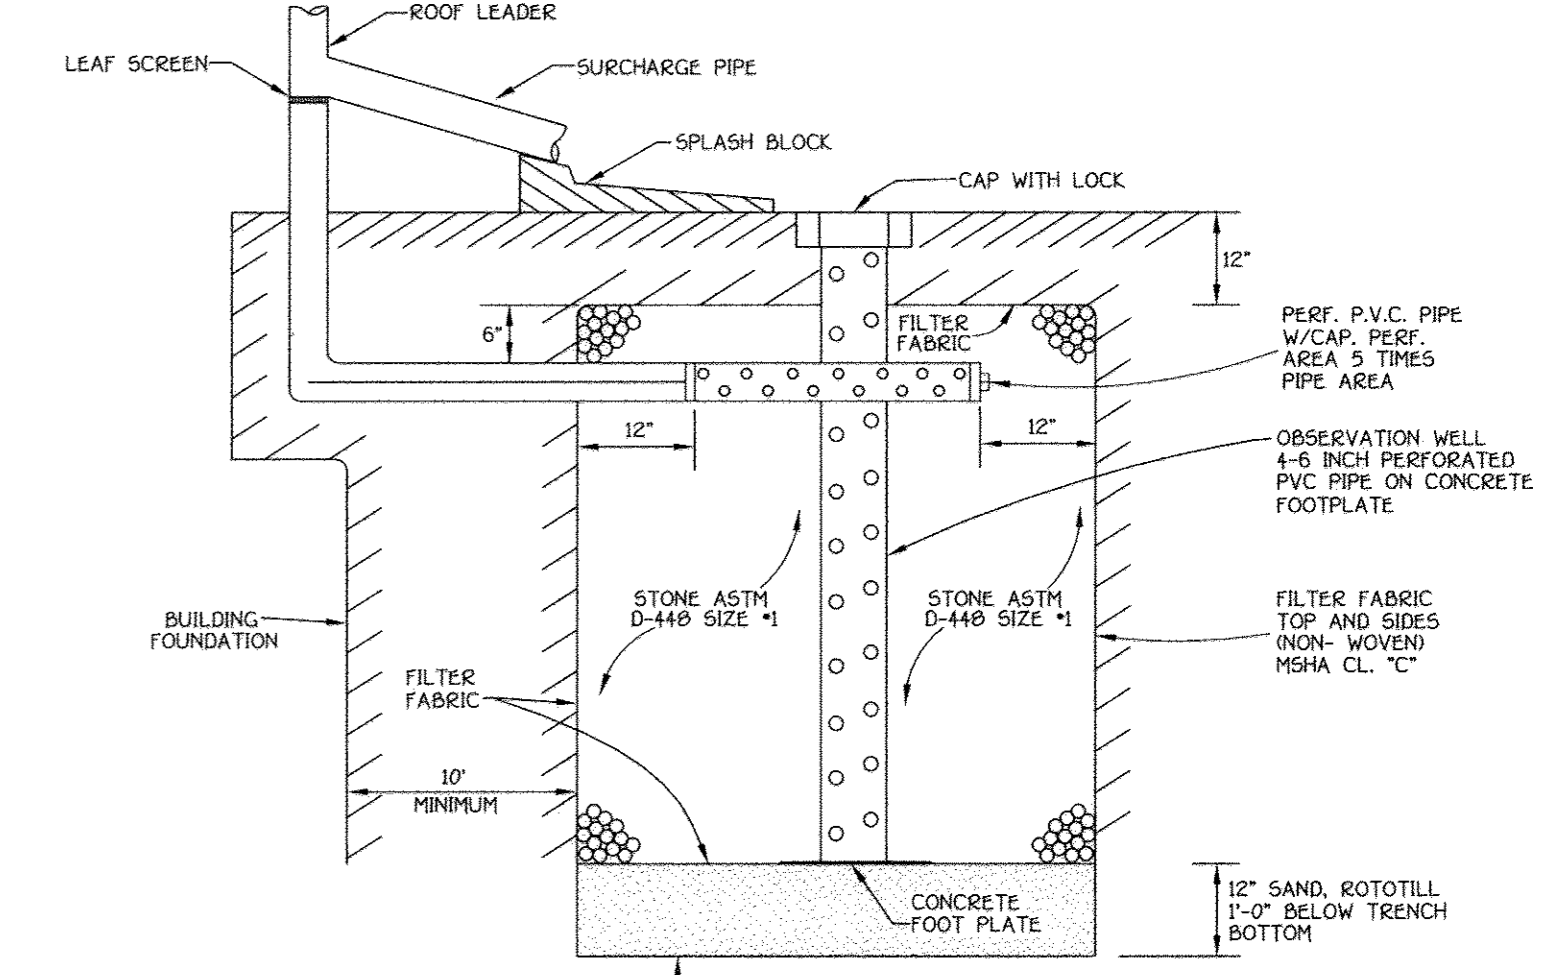 ROOF LEADER
LEAF SCREEN
SURCHARGE PIPE
SPLASH BLOCK
CAP WITH LOCK
12"
6"
FILTER
FABRIC
PERF. P.V.C. PIPE
W/CAP. PERF.
AREA 5 TIMES
PIPE AREA
12"
12"
OBSERVATION WELL
4-6 INCH PERFORATED
PVC PIPE ON CONCRETE
FOOTPLATE
STONE ASTM
D-448 SIZE #1
STONE ASTM
D-448 SIZE #1
BUILDING
FOUNDATION
FILTER FABRIC
TOP AND SIDES
(NON- WOVEN)
MSHA CL. "C"
FILTER
FABRIC
10'
MINIMUM
CONCRETE
FOOT PLATE
12" SAND, ROTOTILL
1'-0" BELOW TRENCH
BOTTOM